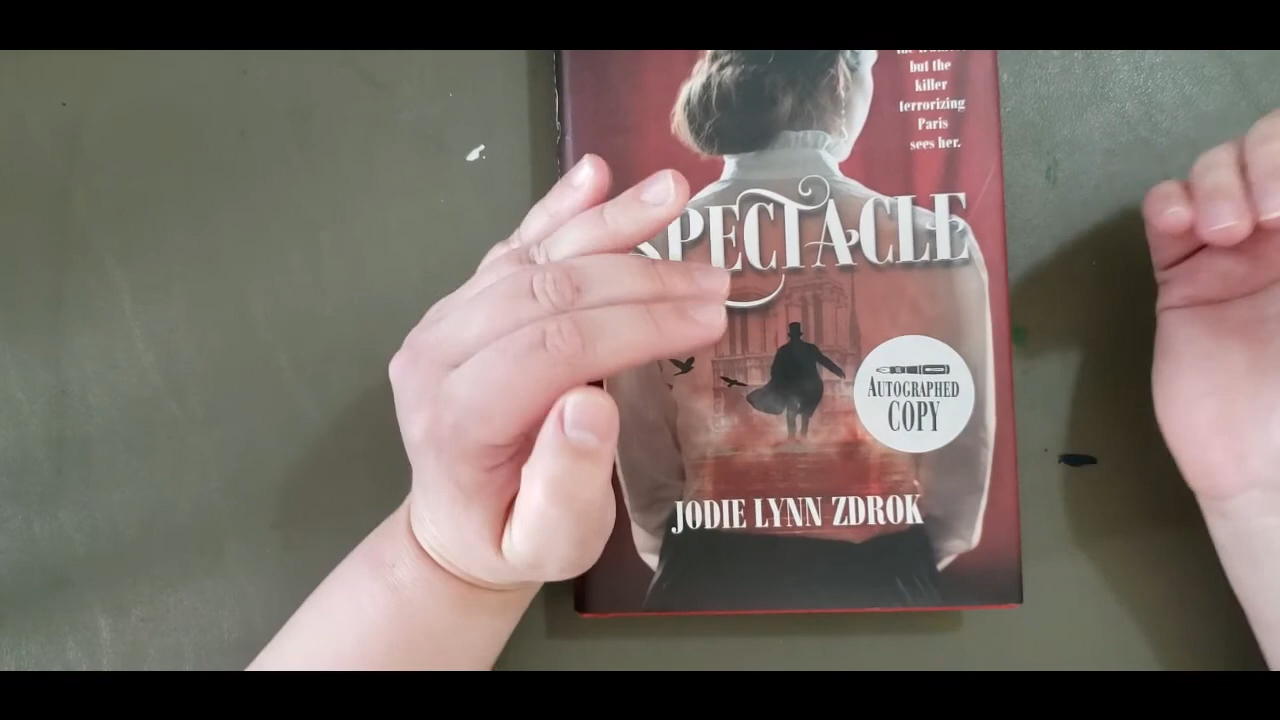 but the
killer
terrorizing
Paris
sees her.
SPECTACLE
AUTOGRAPHED
COPY
JODIE LYNN ZDROK